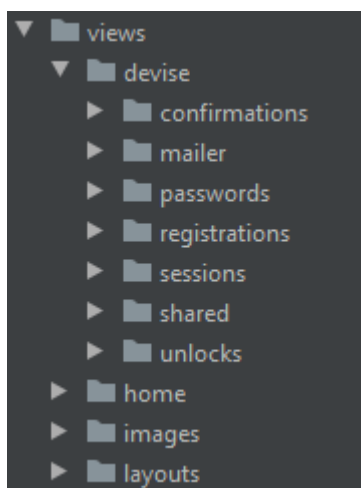 views
devise
confirmations
mailer
passwords
registrations
sessions
shared
unlocks
home
images
layouts